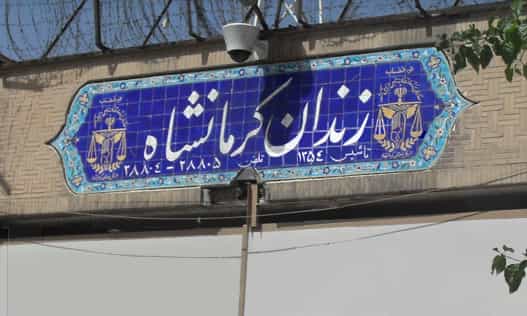 زندان کرمانشاه
تأسیس ۱۳۵۴ تلفن ۲۸۸۰۵ - ۲۸۸۰۴